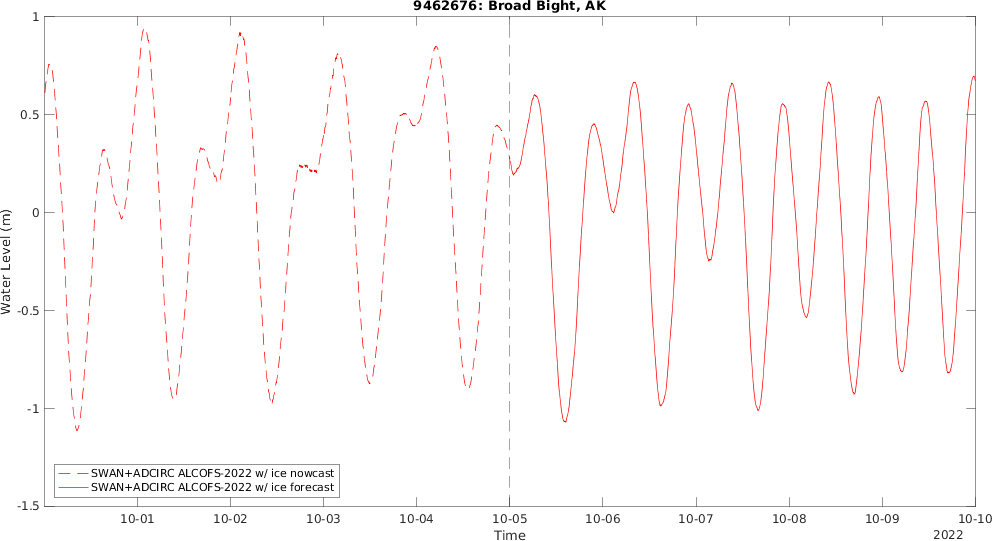 9462676: Broad Bight, AK
1
0.5
0
-0.5
-1
-1.5
Water Level (m)
SWAN+ADCIRC ALCOFS-2022 w/ ice nowcast
SWAN+ADCIRC ALCOFS-2022 w/ ice forecast
10-01 10-02 10-03 10-04 10-05 10-06 10-07 10-08 10-09 10-10
Time
2022